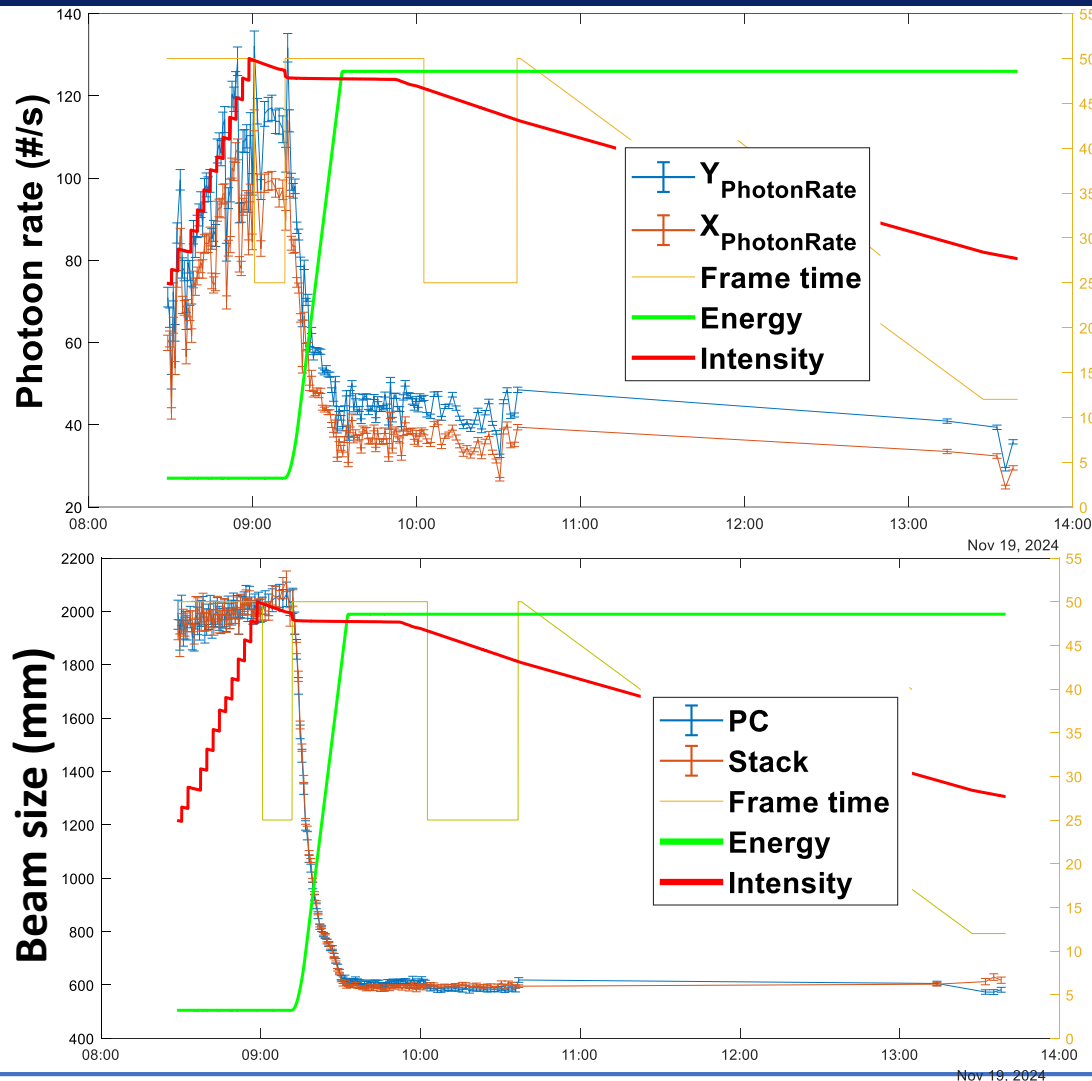 Photoon rate (#/s)
140
120
100
80
60
40
20
55
50
45
40
35
30
25
20
15
10
5
0
Y PhotonRate
X PhotonRate
Frame time
Energy
Intensity
08:00 09:00 10:00 11:00 12:00 13:00 14:00
Nov 19, 2024
Beam size (mm)
2200
2000
1800
1600
1400
1200
1000
800
600
400
55
50
45
40
35
30
25
20
15
10
5
0
PC
Stack
Frame time
Energy
Intensity
08:00 09:00 10:00 11:00 12:00 13:00 14:00
Nov 19, 2024